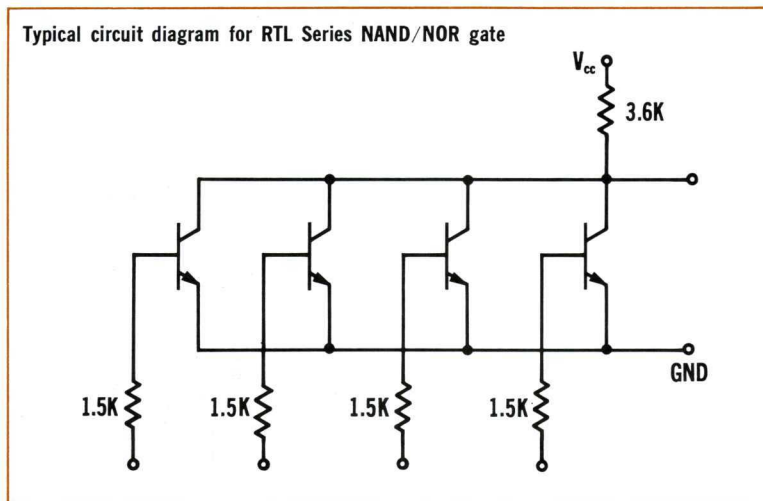 Typical circuit diagram for RTL Series NAND/NOR gate
Vcc
3.6K
GND
1.5K 1.5K 1.5K 1.5K